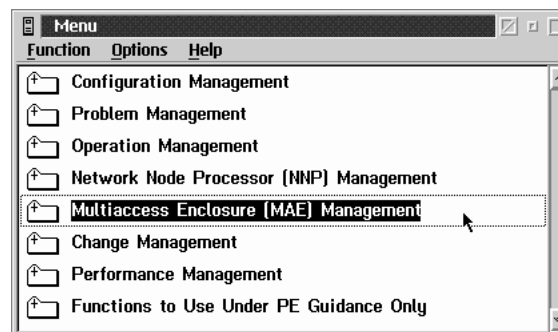 Menu
Function Options Help
Configuration Management
Problem Management
Operation Management
Network Node Processor (NNP) Management
Multiaccess Enclosure (MAE) Management
Change Management
Performance Management
Functions to Use Under PE Guidance Only